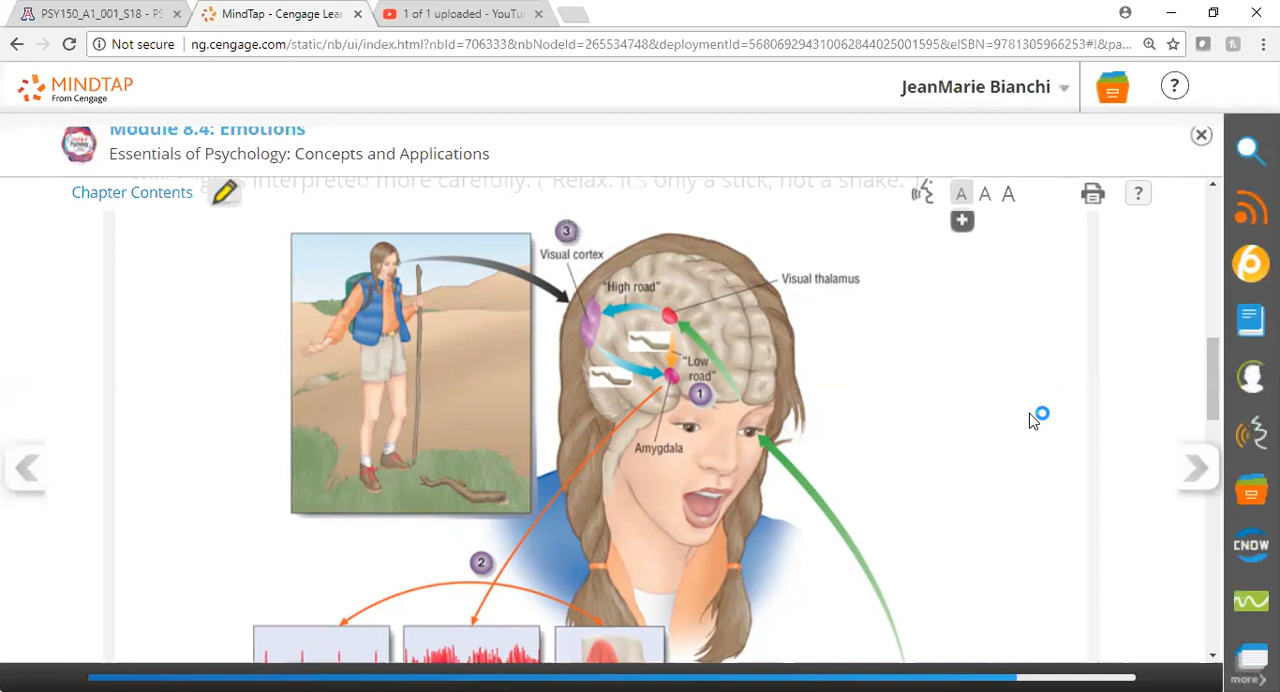 PSY150_A1_001_S18 - PS
MindTap - Cengage Lea
1 of 1 uploaded - YouTu
Not secure
ng.cengage.com/static/nb/ui/index.html?nbId=706333&nbNodeId=265534748&deploymentId=5680692943100628440250015​95&eISBN=9781305966253#!&pa...
MINDTAP
From Cengage
JeanMarie Bianchi
?
Module 8.4: Emotions
Essentials of Psychology: Concepts and Applications
interpreted more carefully. ("Relax. It's only a stick, not a snake."
Chapter Contents
A A A
?
3
Visual cortex
"High road"
Visual thalamus
"Low
road"
1
Amygdala
2
CNOW
more